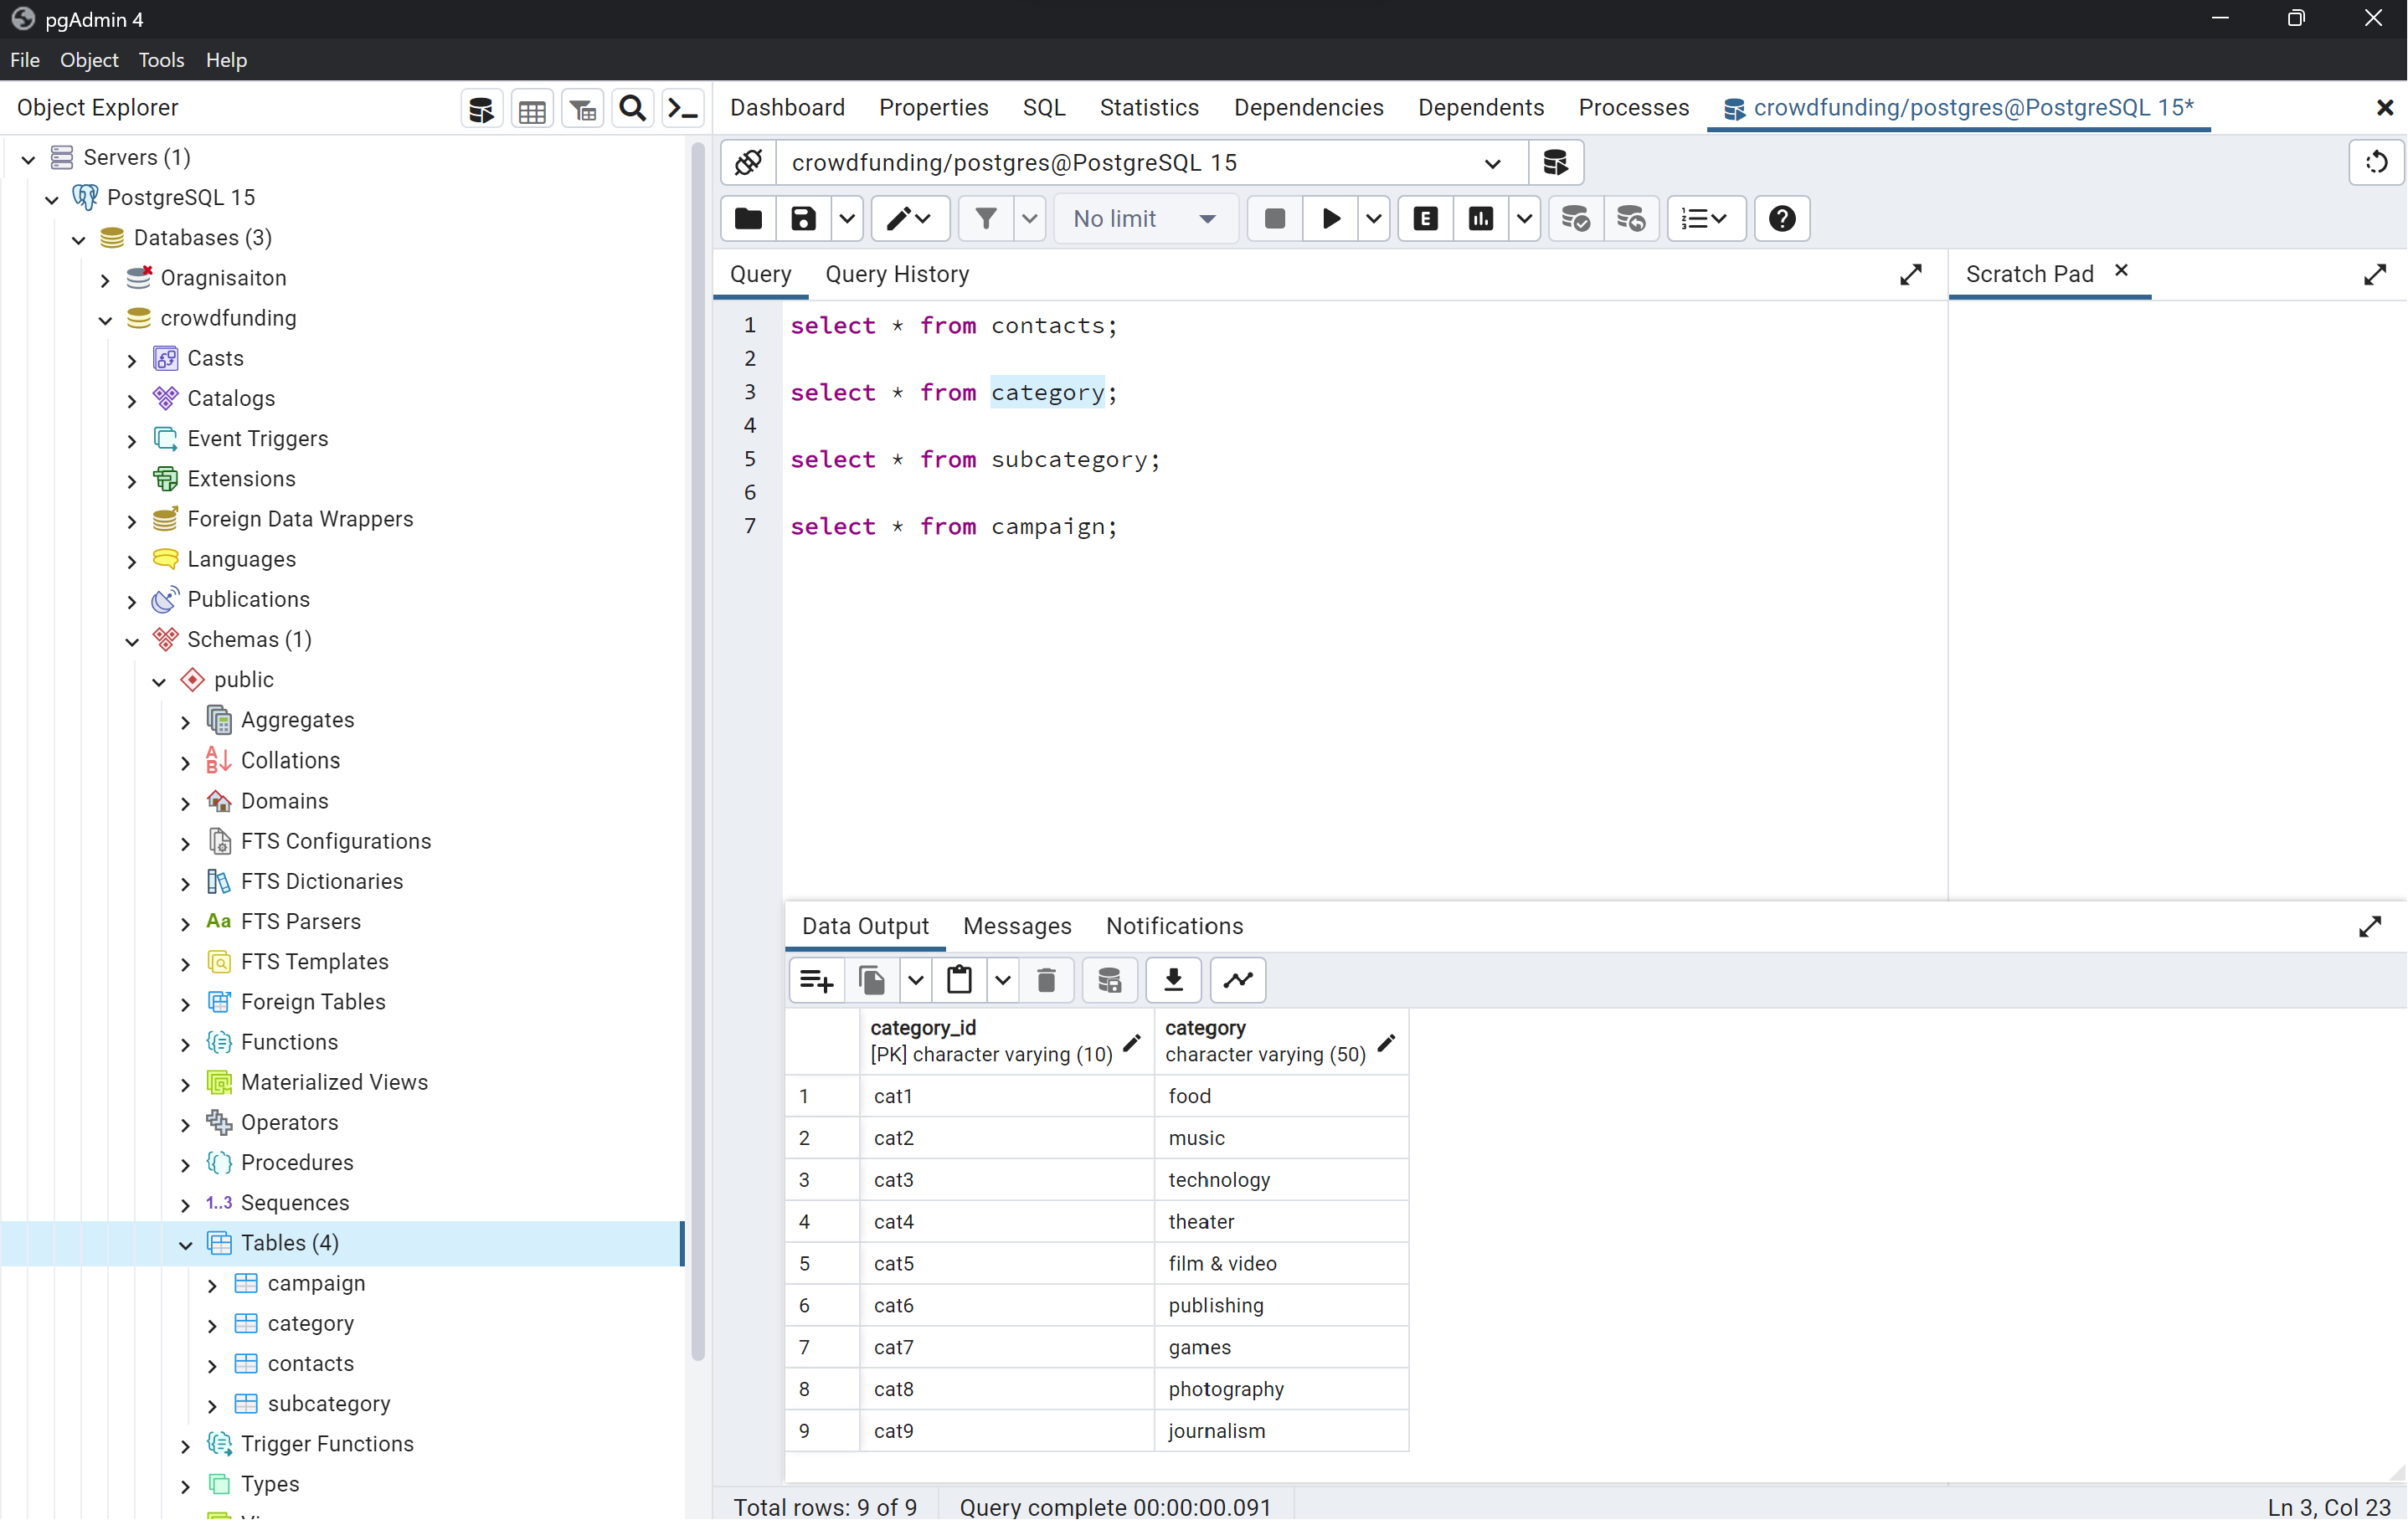 pgAdmin 4
File Object Tools Help
Object Explorer
Servers (1)
PostgreSQL 15
Databases (3)
Oragnisaiton
crowdfunding
Casts
Catalogs
Event Triggers
Extensions
Foreign Data Wrappers
Languages
Publications
Schemas (1)
public
Aggregates
Collations
Domains
FTS Configurations
FTS Dictionaries
Aa FTS Parsers
FTS Templates
Foreign Tables
Functions
Materialized Views
Operators
Procedures
1..3 Sequences
Tables (4)
campaign
category
contacts
subcategory
Trigger Functions
Types
Dashboard Properties SQL Statistics Dependencies Dependents Processes crowdfunding/postgres@PostgreSQL 15*
crowdfunding/postgres@PostgreSQL 15
No limit E
Query Query History Scratch Pad
1 select * from contacts;
2
3 select * from category;
4
5 select * from subcategory;
6
7 select * from campaign;
Data Output Messages Notifications
category_id category
[PK] character varying (10) character varying (50)
1 cat1 food
2 cat2 music
3 cat3 technology
4 cat4 theater
5 cat5 film & video
6 cat6 publishing
7 cat7 games
8 cat8 photography
9 cat9 journalism
Total rows: 9 of 9 Query complete 00:00:00.091 Ln 3, Col 23